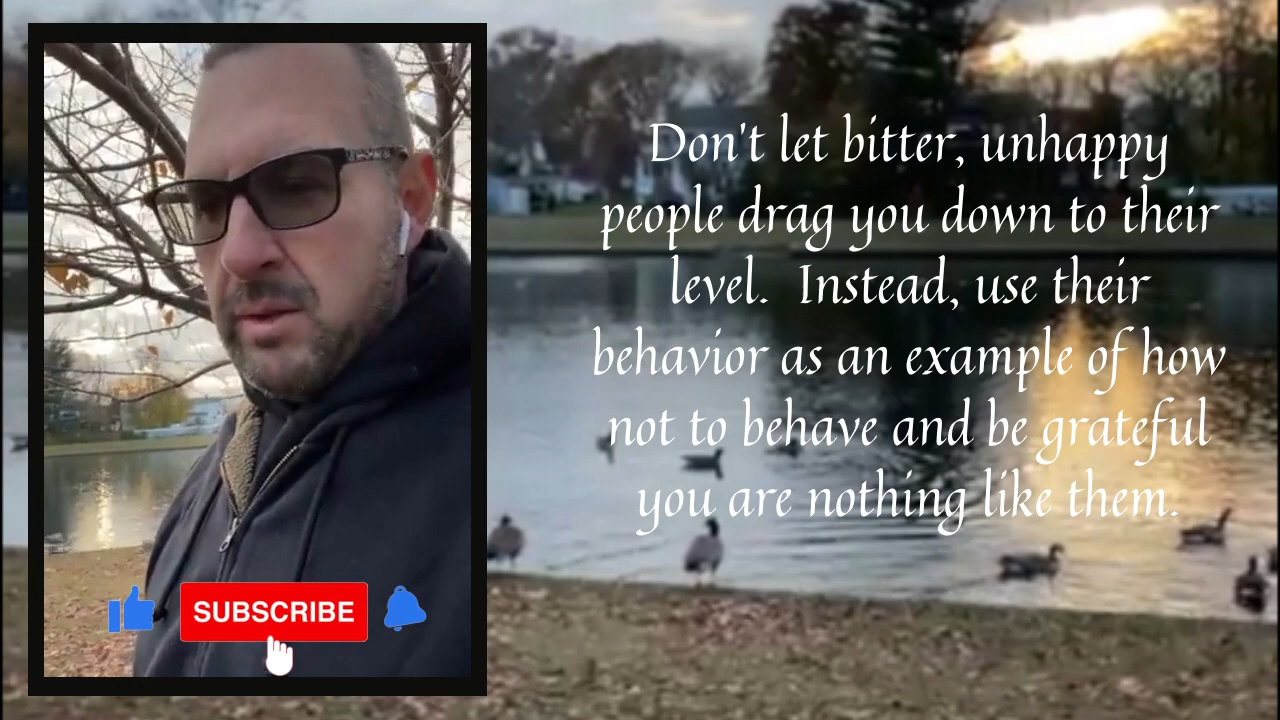 Don't let bitter, unhappy
people drag you down to their
level.  Instead, use their
behavior as an example of how
not to behave and be grateful
you are nothing like them.
SUBSCRIBE